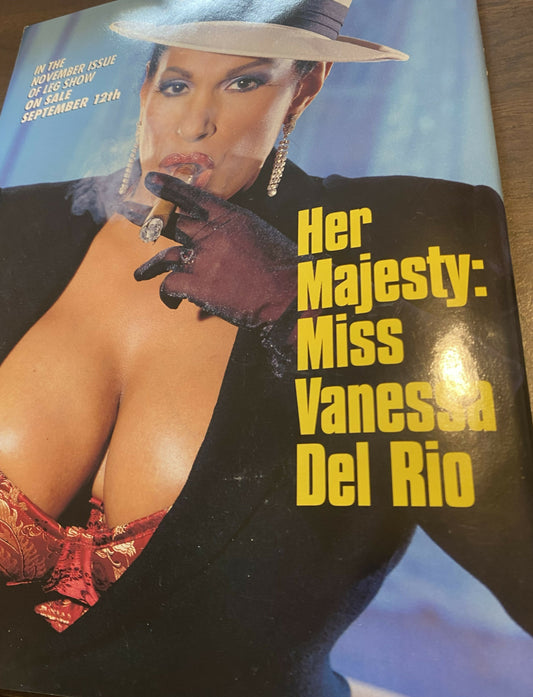 IN THE
NOVEMBER ISSUE
OF LEG SHOW
ON SALE
SEPTEMBER 12th
Her
Majesty:
Miss
Vanessa
Del Rio